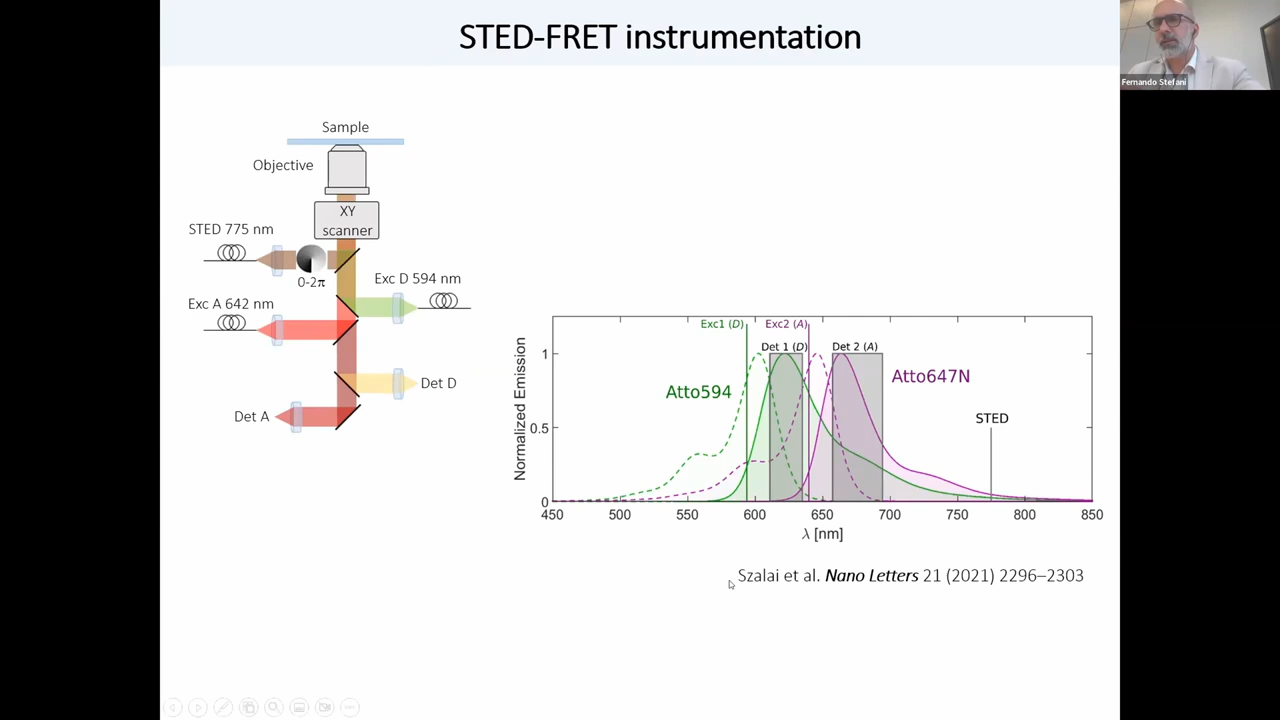 STED-FRET instrumentation
Fernando Stefani
Sample
Objective
XY
scanner
STED 775 nm
0-2π
Exc D 594 nm
Exc A 642 nm
Det D
Det A
Exc1 (D)
Exc2 (A)
Det 1 (D)
Det 2 (A)
Atto594
Atto647N
STED
Normalized Emission
1
0.5
0
450 500 550 600 650 700 750 800 850
λ [nm]
Szalai et al. Nano Letters 21 (2021) 2296–2303